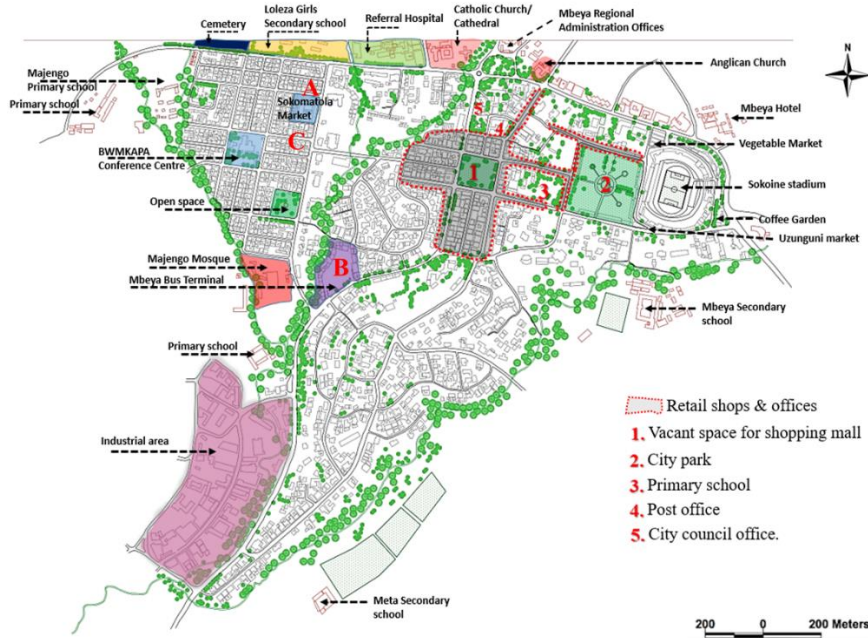 Cemetery
Loleza Girls
Secondary school
Referral Hospital
Catholic Church/
Cathedral
Mbeya Regional
Administration Offices
Anglican Church
N
Majengo
Primary school
Primary school
A
Sokomatola
Market
C
BWMKAPA
Conference Centre
Open space
5
4
1
3
2
Mbeya Hotel
Vegetable Market
Sokoine stadium
Coffee Garden
Uzunguni market
Majengo Mosque
Mbeya Bus Terminal
B
Mbeya Secondary
school
Primary school
Industrial area
Meta Secondary
school
Retail shops & offices
1. Vacant space for shopping mall
2. City park
3. Primary school
4. Post office
5. City council office.
200 0 200 Meters